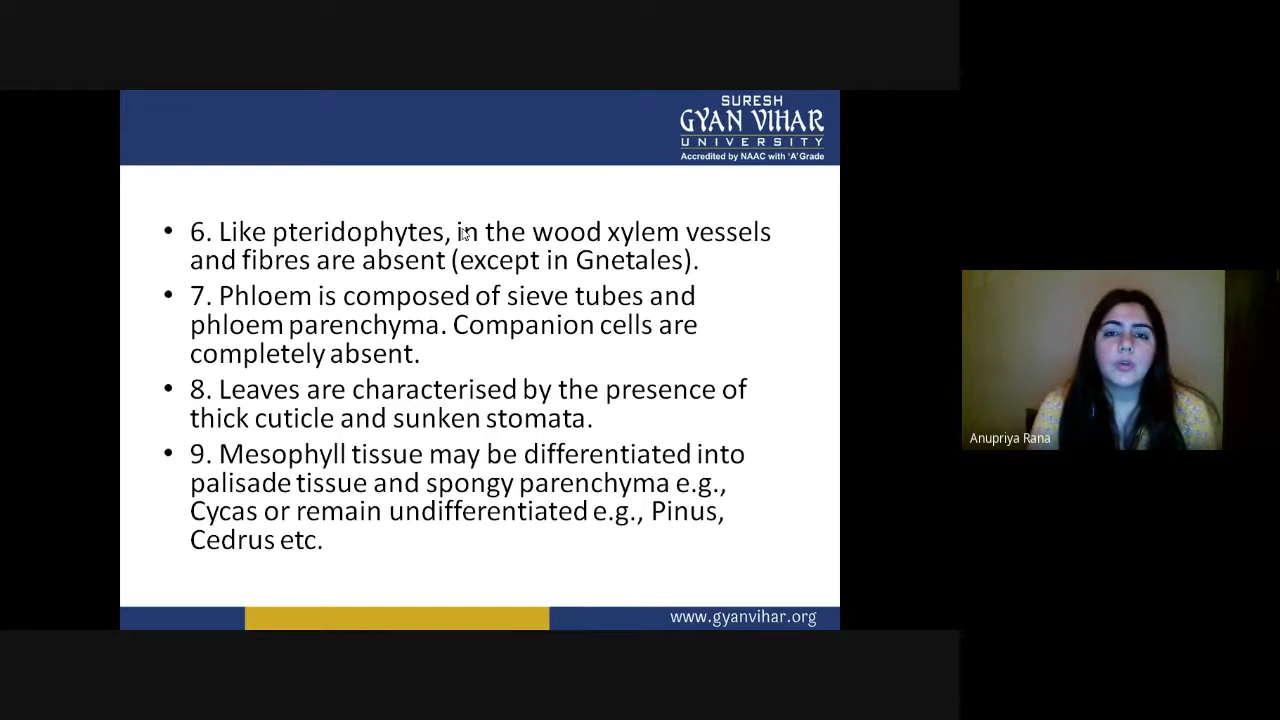 SURESH
GYAN VIHAR
UNIVERSITY
Accredited by NAAC with 'A' Grade
• 6. Like pteridophytes, in the wood xylem vessels
and fibres are absent (except in Gnetales).
• 7. Phloem is composed of sieve tubes and
phloem parenchyma. Companion cells are
completely absent.
• 8. Leaves are characterised by the presence of
thick cuticle and sunken stomata.
• 9. Mesophyll tissue may be differentiated into
palisade tissue and spongy parenchyma e.g.,
Cycas or remain undifferentiated e.g., Pinus,
Cedrus etc.
www.gyanvihar.org
Anupriya Rana